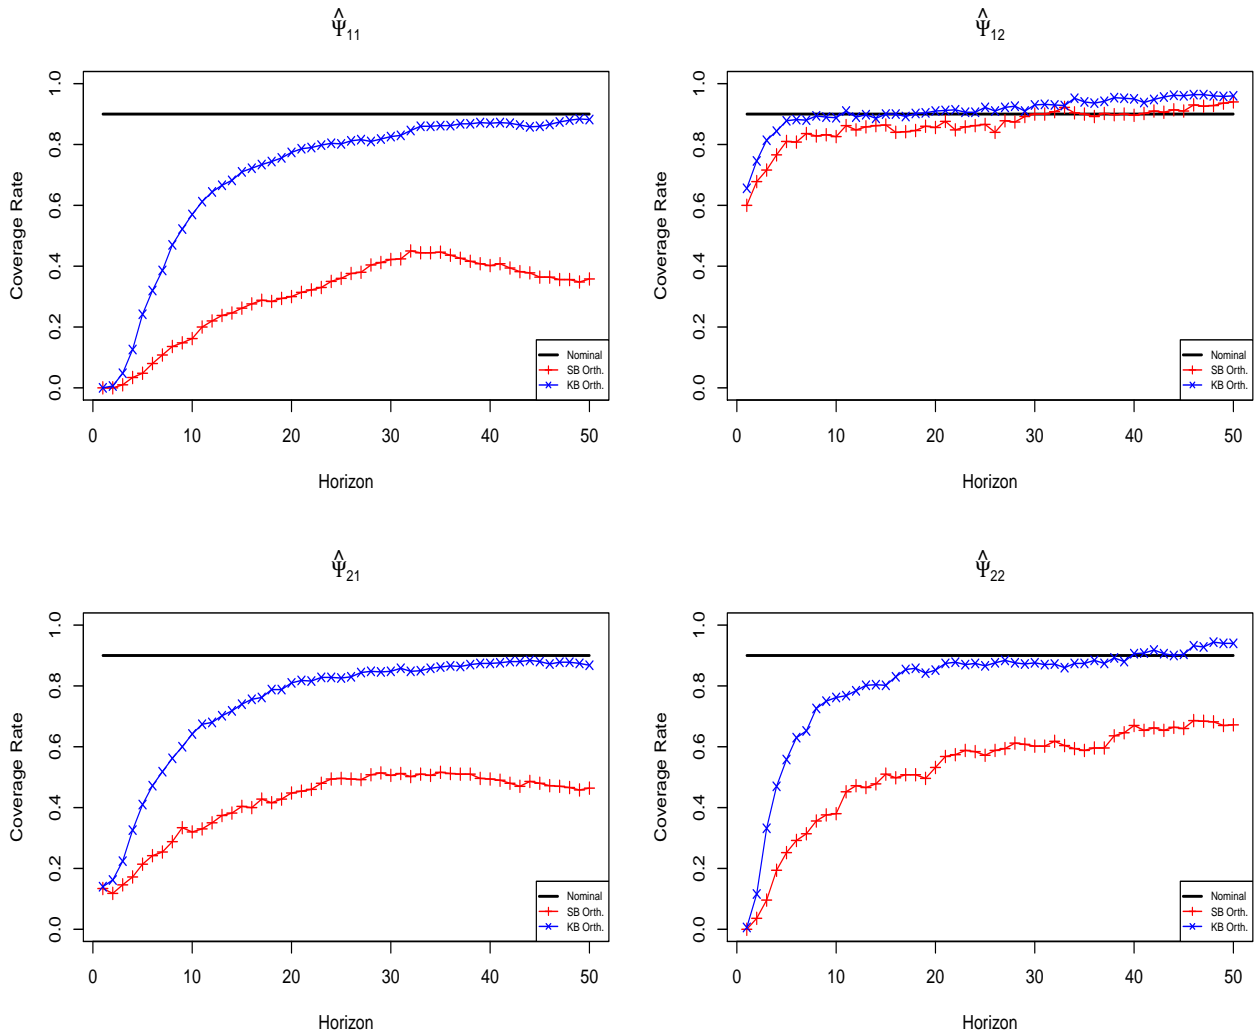 Ψ̂11
Coverage Rate
1.0
0.8
0.6
0.4
0.2
0.0
0 10 20 30 40 50
Horizon
Nominal
SB Orth.
KB Orth.
Ψ̂12
Coverage Rate
1.0
0.8
0.6
0.4
0.2
0.0
0 10 20 30 40 50
Horizon
Nominal
SB Orth.
KB Orth.
Ψ̂21
Coverage Rate
1.0
0.8
0.6
0.4
0.2
0.0
0 10 20 30 40 50
Horizon
Nominal
SB Orth.
KB Orth.
Ψ̂22
Coverage Rate
1.0
0.8
0.6
0.4
0.2
0.0
0 10 20 30 40 50
Horizon
Nominal
SB Orth.
KB Orth.